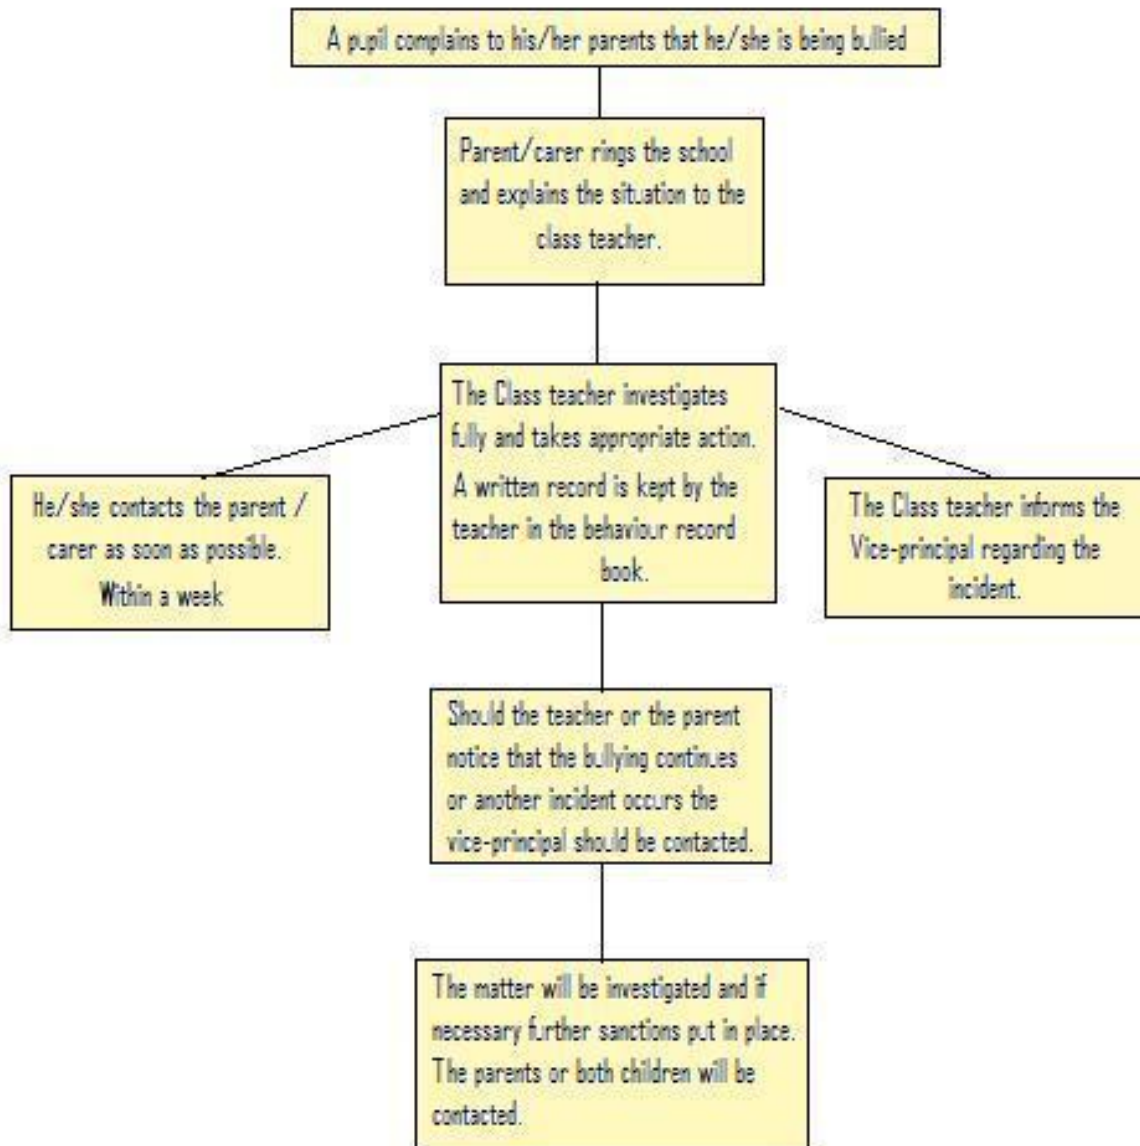 A pupil complains to his/her parents that he/she is being bullied
Parent/carer rings the school
and explains the situation to the
class teacher.
The Class teacher investigates
fully and takes appropriate action.
A written record is kept by the
teacher in the behaviour record
book.
He/she contacts the parent /
carer as soon as possible.
Within a week
The Class teacher informs the
Vice-principal regarding the
incident.
Should the teacher or the parent
notice that the bullying continues
or another incident occurs the
vice-principal should be contacted.
The matter will be investigated and if
necessary further sanctions put in place.
The parents or both children will be
contacted.